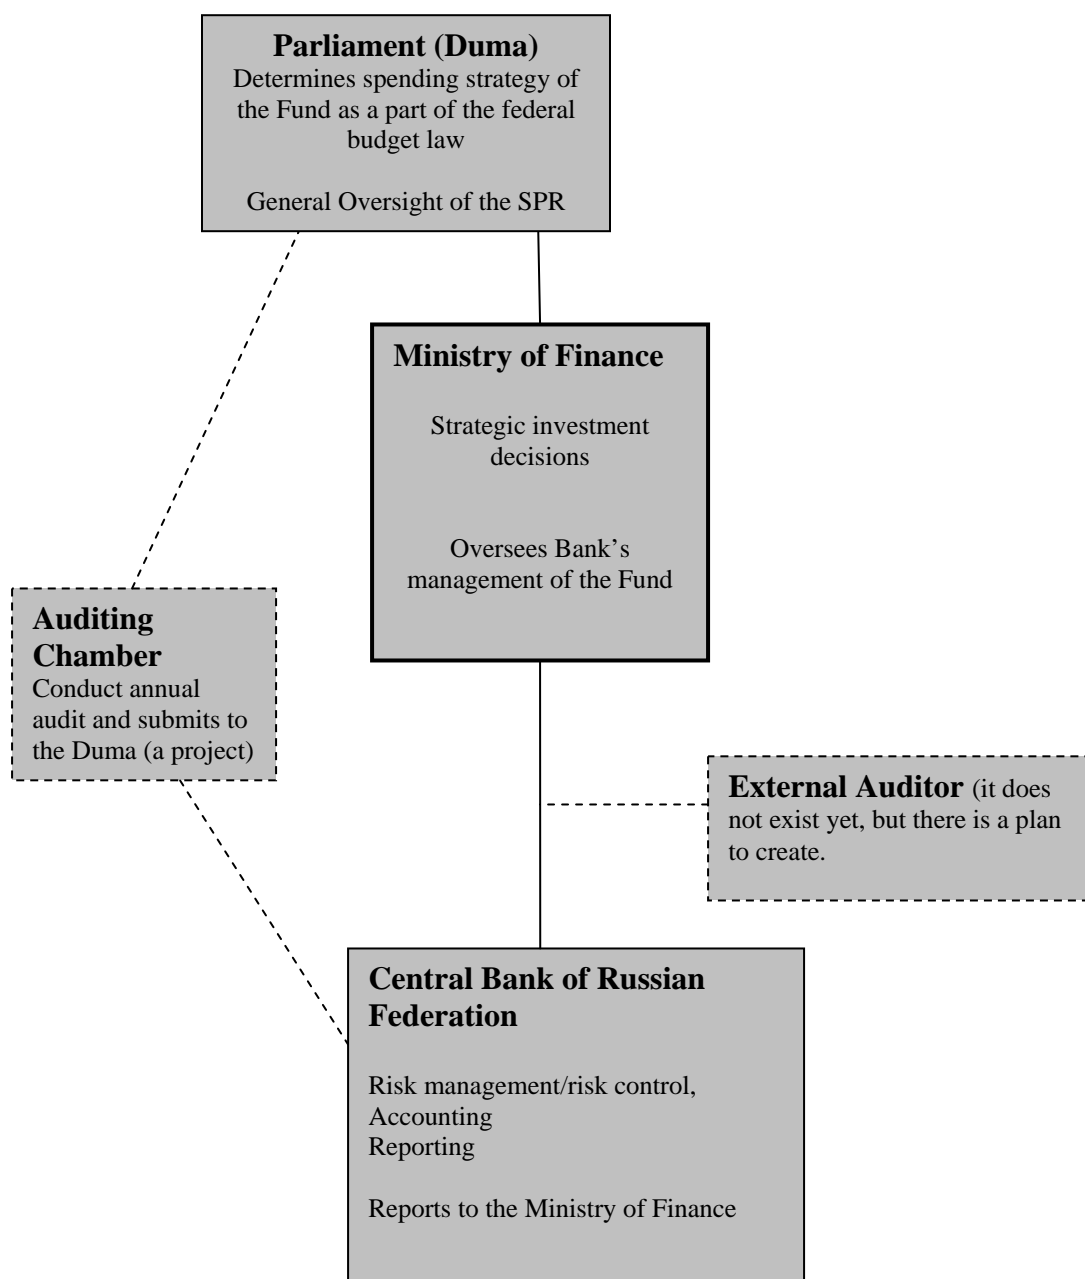 Parliament (Duma)
Determines spending strategy of
the Fund as a part of the federal
budget law
General Oversight of the SPR
Ministry of Finance
Strategic investment
decisions
Oversees Bank’s
management of the Fund
Auditing
Chamber
Conduct annual
audit and submits to
the Duma (a project)
External Auditor (it does
not exist yet, but there is a plan
to create.
Central Bank of Russian
Federation
Risk management/risk control,
Accounting
Reporting
Reports to the Ministry of Finance